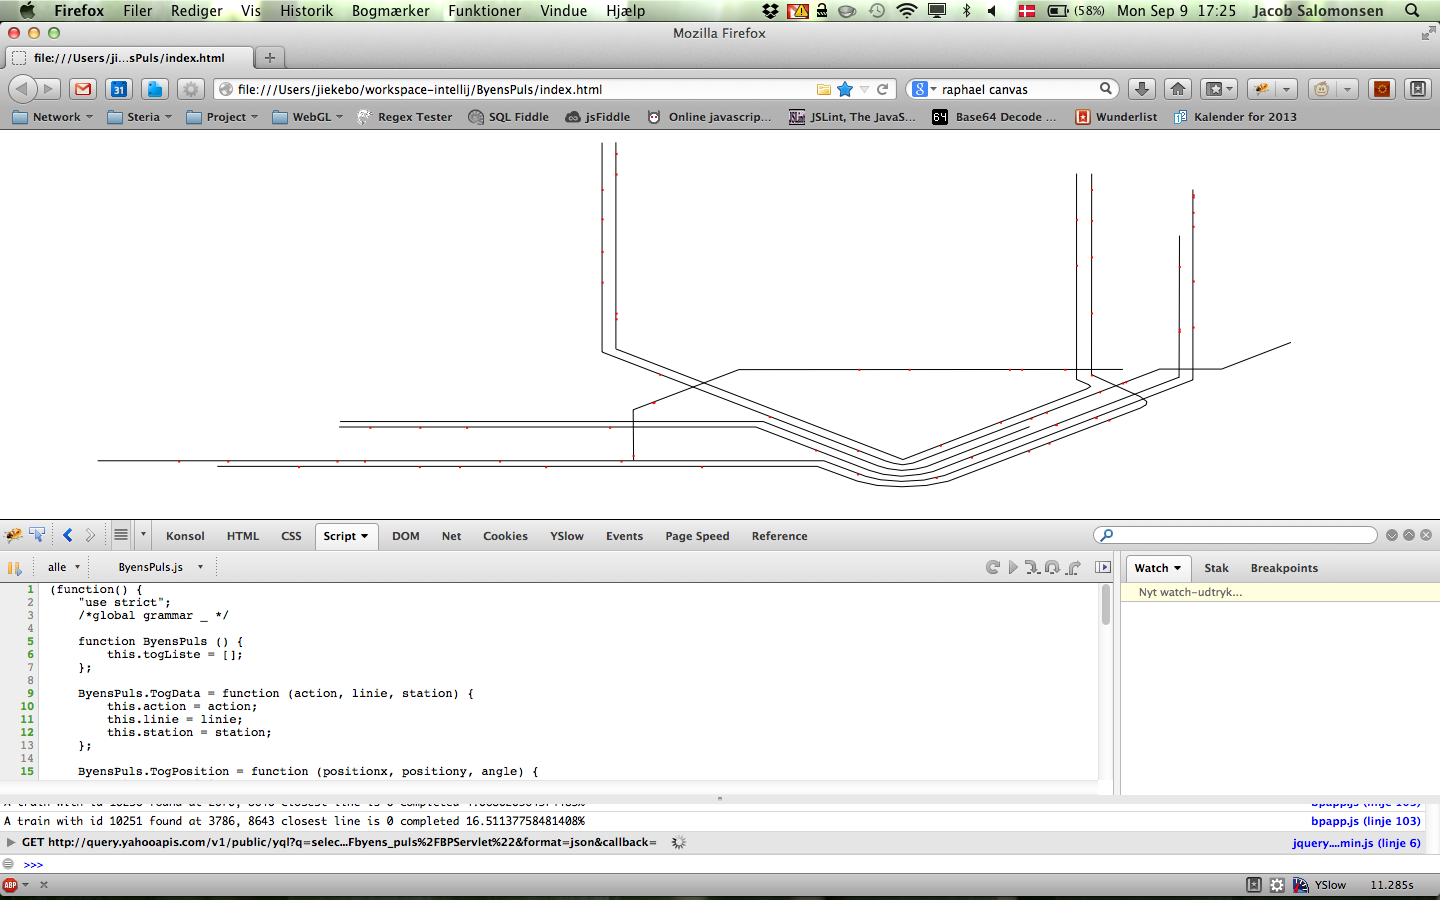 Firefox Filer Rediger Vis Historik Bogmærker Funktioner Vindue Hjælp (58%) Mon Sep 9 17:25 Jacob Salomonsen
Mozilla Firefox
file:///Users/ji...sPuls/index.html
31 file:///Users/jiekebo/workspace-intellij/ByensPuls/index.html 8 raphael canvas
Network Steria Project WebGL Regex Tester SQL Fiddle jsFiddle Online javascrip... JSLint, The JavaS... 64 Base64 Decode ... Wunderlist Kalender for 2013
Konsol HTML CSS Script DOM Net Cookies YSlow Events Page Speed Reference
alle ByensPuls.js Watch Stak Breakpoints
Nyt watch-udtryk...
1 (function() {
2 "use strict";
3 /*global grammar _ */
4
5 function ByensPuls () {
6 this.togListe = [];
7 };
8
9 ByensPuls.TogData = function (action, linie, station) {
10 this.action = action;
11 this.linie = linie;
12 this.station = station;
13 };
14
15 ByensPuls.TogPosition = function (positionx, positiony, angle) {
A train with id 10251 found at 3786, 8643 closest line is 0 completed 16.51137758481408% bpapp.js (linje 103)
GET http://query.yahooapis.com/v1/public/yql?q=selec...Fbyens_puls%2FBPServlet%22&format=json&callback= jquery....min.js (linje 6)
>>>
ABP YSlow 11.285s